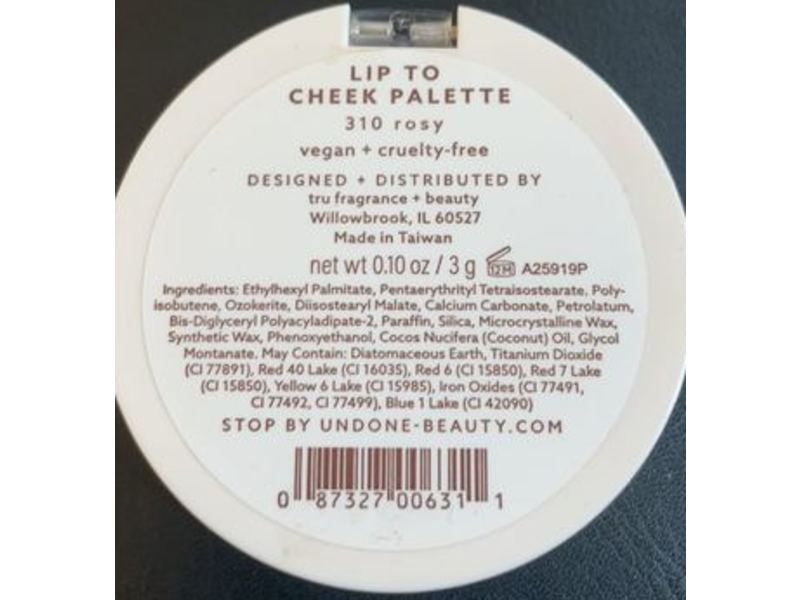 LIP TO
CHEEK PALETTE
310 rosy
vegan + cruelty-free
DESIGNED + DISTRIBUTED BY
tru fragrance + beauty
Willowbrook, IL 60527
Made in Taiwan
net wt 0.10 oz / 3 g 12M A25919P
Ingredients: Ethylhexyl Palmitate, Pentaerythrityl Tetraisostearate, Poly-
isobutene, Ozokerite, Diisostearyl Malate, Calcium Carbonate, Petrolatum,
Bis-Diglyceryl Polyacyladipate-2, Paraffin, Silica, Microcrystalline Wax,
Synthetic Wax, Phenoxyethanol, Cocos Nucifera (Coconut) Oil, Glycol
Montanate. May Contain: Diatomaceous Earth, Titanium Dioxide
(CI 77891), Red 40 Lake (CI 16035), Red 6 (CI 15850), Red 7 Lake
(CI 15850), Yellow 6 Lake (CI 15985), Iron Oxides (CI 77491,
CI 77492, CI 77499), Blue 1 Lake (CI 42090)
STOP BY UNDONE-BEAUTY.COM
0 87327 00631 1